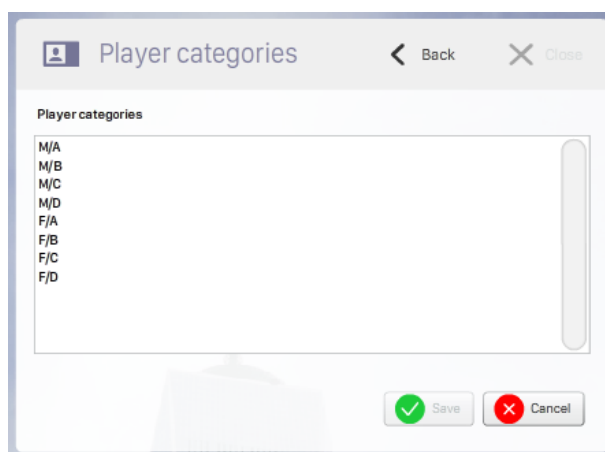 Player categories
Back
Close
Player categories
M/A
M/B
M/C
M/D
F/A
F/B
F/C
F/D
Save
Cancel